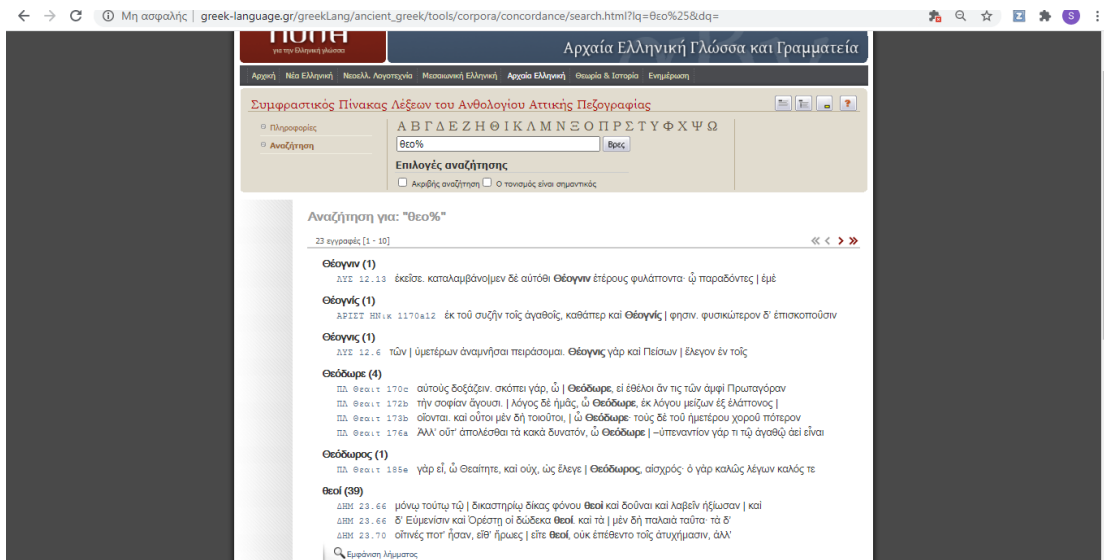 Μη ασφαλής | greek-language.gr/greekLang/ancient_greek/tools/corpora/concordance/search.html?lq=θεο%25&dq=
S
για την Ελληνική γλώσσα
Αρχαία Ελληνική Γλώσσα και Γραμματεία
Αρχική Νέα Ελληνική Νεοελλ. Λογοτεχνία Μεσαιωνική Ελληνική Αρχαία Ελληνική Θεωρία & Ιστορία Ενημέρωση
Συμφραστικός Πίνακας Λέξεων του Ανθολογίου Αττικής Πεζογραφίας
Πληροφορίες
Αναζήτηση
Α Β Γ Δ Ε Ζ Η Θ Ι Κ Λ Μ Ν Ξ Ο Π Ρ Σ Τ Υ Φ Χ Ψ Ω
θεο% Βρες
Επιλογές αναζήτησης
Ακριβής αναζήτηση Ο τονισμός είναι σημαντικός
Αναζήτηση για: "θεο%"
23 εγγραφές [1 - 10]
Θέογνιν (1)
ΛΥΣ 12.13 ἐκεῖσε. καταλαμβάνο|μεν δὲ αὐτόθι Θέογνιν ἑτέρους φυλάττοντα· ᾧ παραδόντες | ἐμὲ
Θέογνίς (1)
ΑΡΙΣΤ ΗΝικ 1170a12 ἐκ τοῦ συζῆν τοῖς ἀγαθοῖς, καθάπερ καὶ Θέογνίς | φησιν. φυσικώτερον δ' ἐπισκοποῦσιν
Θέογνις (1)
ΛΥΣ 12.6 τῶν | ὑμετέρων ἀναμνῆσαι πειράσομαι. Θέογνις γὰρ καὶ Πείσων | ἔλεγον ἐν τοῖς
Θεόδωρε (4)
ΠΛ Θεαιτ 170c αὐτοὺς δοξάζειν. σκόπει γάρ, ὦ | Θεόδωρε, εἰ ἐθέλοι ἄν τις τῶν ἀμφὶ Πρωταγόραν
ΠΛ Θεαιτ 172b τὴν σοφίαν ἄγουσι. | λόγος δὲ ἡμᾶς, ὦ Θεόδωρε, ἐκ λόγου μείζων ἐξ ἐλάττονος |
ΠΛ Θεαιτ 173b οἴονται. καὶ οὗτοι μὲν δὴ τοιοῦτοι, | ὦ Θεόδωρε· τοὺς δὲ τοῦ ἡμετέρου χοροῦ πότερον
ΠΛ Θεαιτ 176a Ἀλλ' οὔτ' ἀπολέσθαι τὰ κακὰ δυνατόν, ὦ Θεόδωρε | –ὑπεναντίον γάρ τι τῷ ἀγαθῷ ἀεὶ εἶναι
Θεόδωρος (1)
ΠΛ Θεαιτ 185e γὰρ εἶ, ὦ Θεαίτητε, καὶ οὐχ, ὡς ἔλεγε | Θεόδωρος, αἰσχρός· ὁ γὰρ καλῶς λέγων καλός τε
θεοί (39)
ΔΗΜ 23.66 μόνῳ τούτῳ τῷ | δικαστηρίῳ δίκας φόνου θεοὶ καὶ δοῦναι καὶ λαβεῖν ἠξίωσαν | καὶ
ΔΗΜ 23.66 δ' Εὐμενίσιν καὶ Ὀρέστῃ οἱ δώδεκα θεοί. καὶ τὰ | μὲν δὴ παλαιὰ ταῦτα· τὰ δ'
ΔΗΜ 23.70 οἵτινές ποτ' ἦσαν, εἴθ' ἥρωες | εἴτε θεοί, οὐκ ἐπέθεντο τοῖς ἀτυχήμασιν, ἀλλ'
Εμφάνιση λήμματος